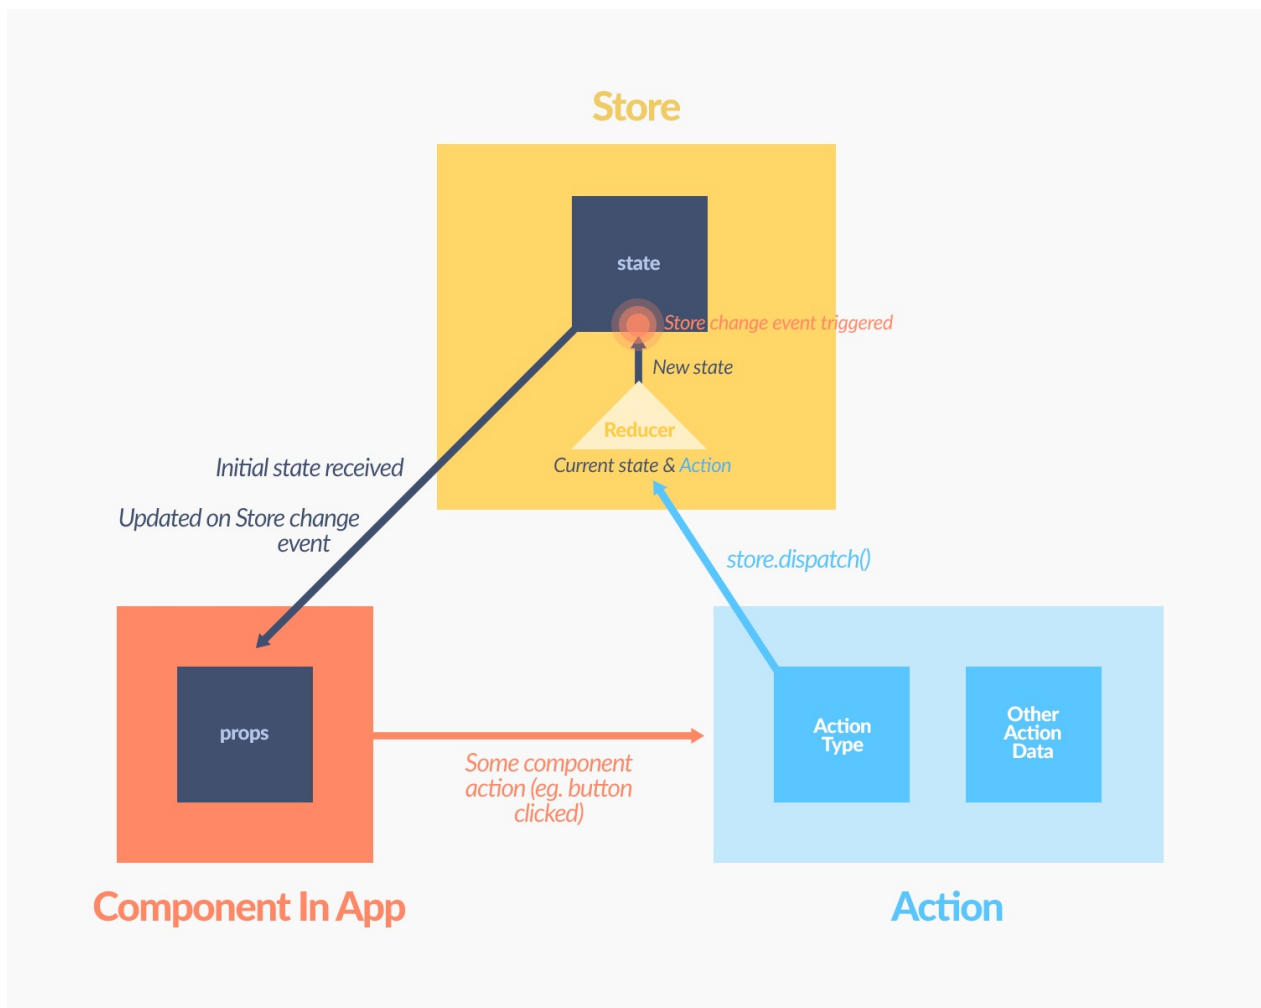 Store
state
Store change event triggered
New state
Reducer
Current state & Action
Initial state received
Updated on Store change
event
store.dispatch()
props
Some component
action (eg. button
clicked)
Action
Type
Other
Action
Data
Component In App
Action